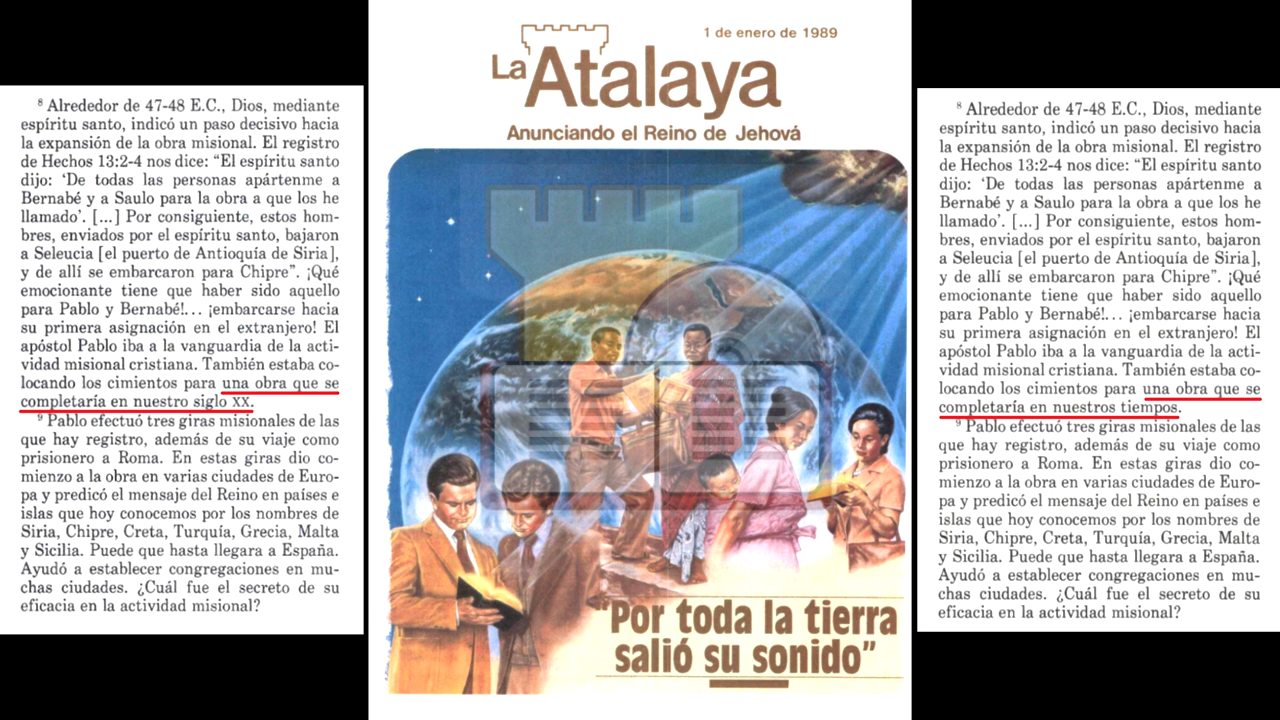 ⁸ Alrededor de 47-48 E.C., Dios, mediante
espíritu santo, indicó un paso decisivo hacia
la expansión de la obra misional. El registro
de Hechos 13:2-4 nos dice: “El espíritu santo
dijo: ‘De todas las personas apártenme a
Bernabé y a Saulo para la obra a que los he
llamado’. [...] Por consiguiente, estos hom-
bres, enviados por el espíritu santo, bajaron
a Seleucia [el puerto de Antioquía de Siria],
y de allí se embarcaron para Chipre”. ¡Qué
emocionante tiene que haber sido aquello
para Pablo y Bernabé!... ¡embarcarse hacia
su primera asignación en el extranjero! El
apóstol Pablo iba a la vanguardia de la acti-
vidad misional cristiana. También estaba co-
locando los cimientos para una obra que se
completaría en nuestro siglo XX.
⁹ Pablo efectuó tres giras misionales de las
que hay registro, además de su viaje como
prisionero a Roma. En estas giras dio co-
mienzo a la obra en varias ciudades de Euro-
pa y predicó el mensaje del Reino en países e
islas que hoy conocemos por los nombres de
Siria, Chipre, Creta, Turquía, Grecia, Malta
y Sicilia. Puede que hasta llegara a España.
Ayudó a establecer congregaciones en mu-
chas ciudades. ¿Cuál fue el secreto de su
eficacia en la actividad misional?
1 de enero de 1989
La Atalaya
Anunciando el Reino de Jehová
“Por toda la tierra
salió su sonido”
⁸ Alrededor de 47-48 E.C., Dios, mediante
espíritu santo, indicó un paso decisivo hacia
la expansión de la obra misional. El registro
de Hechos 13:2-4 nos dice: “El espíritu santo
dijo: ‘De todas las personas apártenme a
Bernabé y a Saulo para la obra a que los he
llamado’. [...] Por consiguiente, estos hom-
bres, enviados por el espíritu santo, bajaron
a Seleucia [el puerto de Antioquía de Siria],
y de allí se embarcaron para Chipre”. ¡Qué
emocionante tiene que haber sido aquello
para Pablo y Bernabé!... ¡embarcarse hacia
su primera asignación en el extranjero! El
apóstol Pablo iba a la vanguardia de la acti-
vidad misional cristiana. También estaba co-
locando los cimientos para una obra que se
completaría en nuestros tiempos.
⁹ Pablo efectuó tres giras misionales de las
que hay registro, además de su viaje como
prisionero a Roma. En estas giras dio co-
mienzo a la obra en varias ciudades de Euro-
pa y predicó el mensaje del Reino en países e
islas que hoy conocemos por los nombres de
Siria, Chipre, Creta, Turquía, Grecia, Malta
y Sicilia. Puede que hasta llegara a España.
Ayudó a establecer congregaciones en mu-
chas ciudades. ¿Cuál fue el secreto de su
eficacia en la actividad misional?